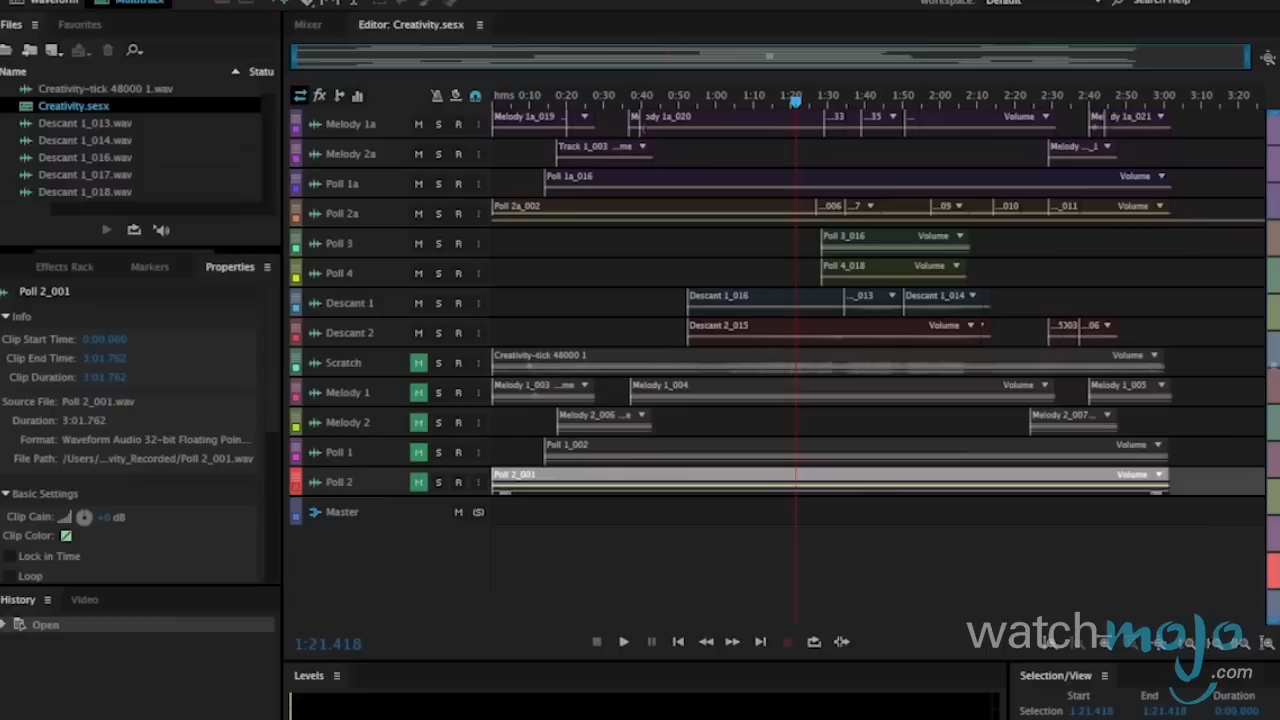 Waveform Multitrack
Workspace: Default Search Help
Files Favorites
Mixer Editor: Creativity.sesx
Name Statu
Creativity-tick 48000 1.wav
Creativity.sesx
Descant 1_013.wav
Descant 1_014.wav
Descant 1_016.wav
Descant 1_017.wav
Descant 1_018.wav
hms 0:10 0:20 0:30 0:40 0:50 1:00 1:10 1:20 1:30 1:40 1:50 2:00 2:10 2:20 2:30 2:40 2:50 3:00 3:10 3:20
Melody 1a M S R I Melody 1a_019 dy 1a_020 ...33 ...35 ... Volume dy 1a_021
Melody 2a M S R I Track 1_003 ...me Melody ..._1
Poll 1a M S R I Poll 1a_016 Volume
Poll 2a M S R I Poll 2a_002 ...006 ...7 ...09 ...010 ..._011 Volume
Poll 3 M S R I Poll 3_016 Volume
Poll 4 M S R I Poll 4_018 Volume
Descant 1 M S R I Descant 1_016 ..._013 Descant 1_014
Descant 2 M S R I Descant 2_015 Volume ...06
Scratch M S R I Creativity-tick 48000 1 Volume
Melody 1 M S R I Melody 1_003 ...me Melody 1_004 Volume Melody 1_005
Melody 2 M S R I Melody 2_006 ...e Melody 2_007...
Poll 1 M S R I Poll 1_002 Volume
Poll 2 M S R I Poll 2_001 Volume
Master M (S)
Effects Rack Markers Properties
Poll 2_001
Info
Clip Start Time: 0:00.000
Clip End Time: 3:01.762
Clip Duration: 3:01.762
Source File: Poll 2_001.wav
Duration: 3:01.762
Format: Waveform Audio 32-bit Floating Poin...
File Path: /Users/...vity_Recorded/Poll 2_001.wav
Basic Settings
Clip Gain: +0 dB
Clip Color:
Lock in Time
Loop
History Video
Open
1:21.418
watchmojo
.com
Levels
Selection/View
Start End Duration
Selection 1:21.418 1:21.418 0:00.000